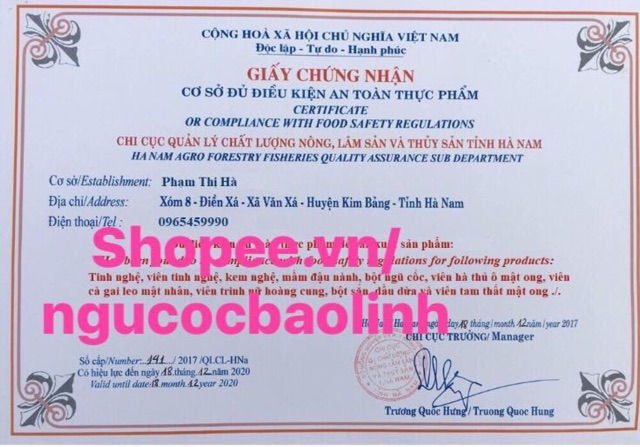 CỘNG HOÀ XÃ HỘI CHỦ NGHĨA VIỆT NAM
Độc lập - Tự do - Hạnh phúc
GIẤY CHỨNG NHẬN
CƠ SỞ ĐỦ ĐIỀU KIỆN AN TOÀN THỰC PHẨM
CERTIFICATE
OR COMPLIANCE WITH FOOD SAFETY REGULATIONS
CHI CỤC QUẢN LÝ CHẤT LƯỢNG NÔNG, LÂM SẢN VÀ THỦY SẢN TỈNH HÀ NAM
HA NAM AGRO FORESTRY FISHERIES QUALITY ASSURANCE SUB DEPARTMENT
Cơ sở/Establishment: Phạm Thị Hà
Địa chỉ/Address: Xóm 8 - Điền Xá - Xã Văn Xá - Huyện Kim Bảng - Tỉnh Hà Nam
Điện thoại/Tel : 0965459990
Shopee.vn/
sản phẩm:
regulations for following products:
Tinh nghệ, viên tinh nghệ, kem nghệ, mầm đậu nành, bột ngũ cốc, viên hà thủ ô mật ong, viên
cà gai leo mật nhân, viên trinh nữ hoàng cung, bột sắn, dầu dừa và viên tam thất mật ong ./.
ngucocbaolinh
18 tháng/month 12 năm/year 2017
CHI CỤC TRƯỞNG/ Manager
Số cấp/Number: 141 / 2017 /QLCL-HNa
Có hiệu lực đến ngày 18 tháng 12 năm 2020
Valid until date 18 month 12 year 2020
Trương Quốc Hưng/ Truong Quoc Hung